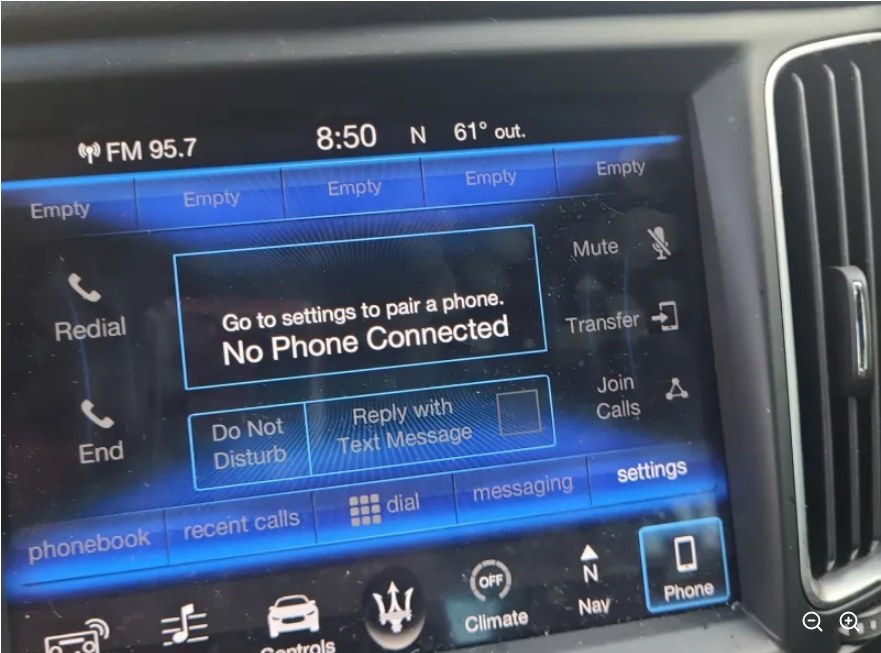 FM 95.7
8:50
N
61° out.
Empty
Empty
Empty
Empty
Empty
Redial
Go to settings to pair a phone.
No Phone Connected
Mute
Transfer
Join
Calls
End
Do Not
Disturb
Reply with
Text Message
phonebook
recent calls
dial
messaging
settings
Controls
OFF
Climate
N
Nav
Phone